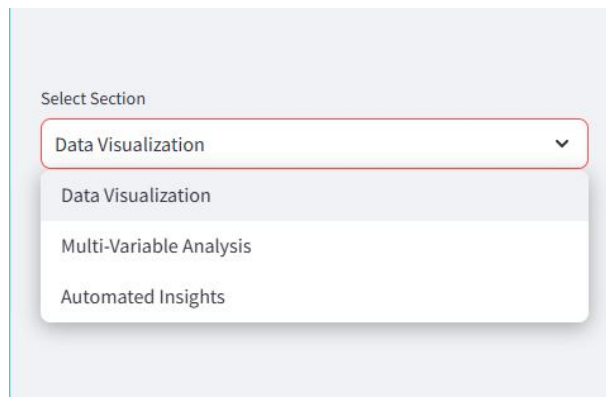 Select Section
Data Visualization
Data Visualization
Multi-Variable Analysis
Automated Insights